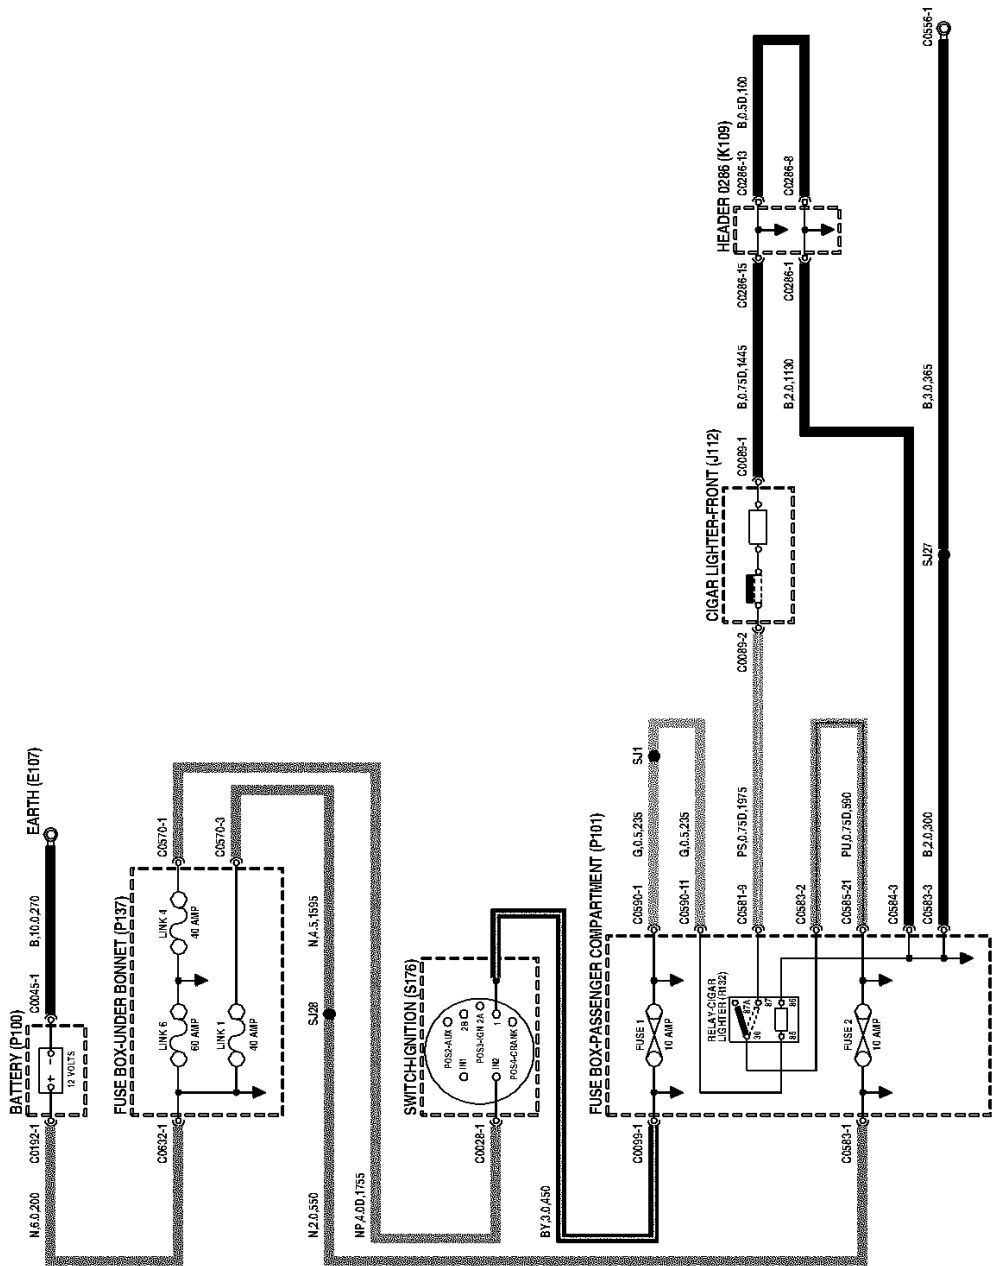 BATTERY (P100)
12 VOLTS
+ -
C0192-1
C0045-1
N,6.0,200
B,10.0,270
EARTH (E107)
FUSE BOX-UNDER BONNET (P137)
C0632-1
LINK 6
60 AMP
LINK 4
40 AMP
LINK 1
40 AMP
C0570-1
C0570-3
N,2.0,550
SJ28
N,4.5,1595
NP,4.0D,1755
SWITCH-IGNITION (S176)
C0028-1
POS2-AUX
2B
IN1
POS3-IGN 2A
IN2
1
POS4-CRANK
BY,3.0,450
FUSE BOX-PASSENGER COMPARTMENT (P101)
C0099-1
FUSE 1
10 AMP
C0590-1
G,0.5,235
SJ1
C0590-11
G,0.5,235
RELAY-CIGAR
LIGHTER (R132)
87A
87
30
86
85
C0581-9
PS,0.75D,1975
C0583-2
C0583-1
FUSE 2
10 AMP
C0585-21
PU,0.75D,590
C0584-3
C0583-3
B,2.0,300
CIGAR LIGHTER-FRONT (J112)
C0089-2
C0089-1
B,0.75D,1445
B,2.0,1130
HEADER 0286 (K109)
C0286-15
C0286-13
B,0.5D,100
C0286-1
C0286-8
SJ27
B,3.0,365
C0556-1